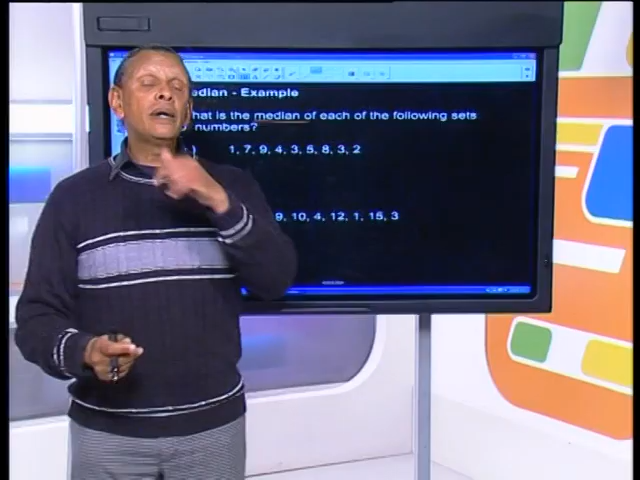 edian - Example
hat is the median of each of the following sets
numbers?
) 1, 7, 9, 4, 3, 5, 8, 3, 2
9, 10, 4, 12, 1, 15, 3